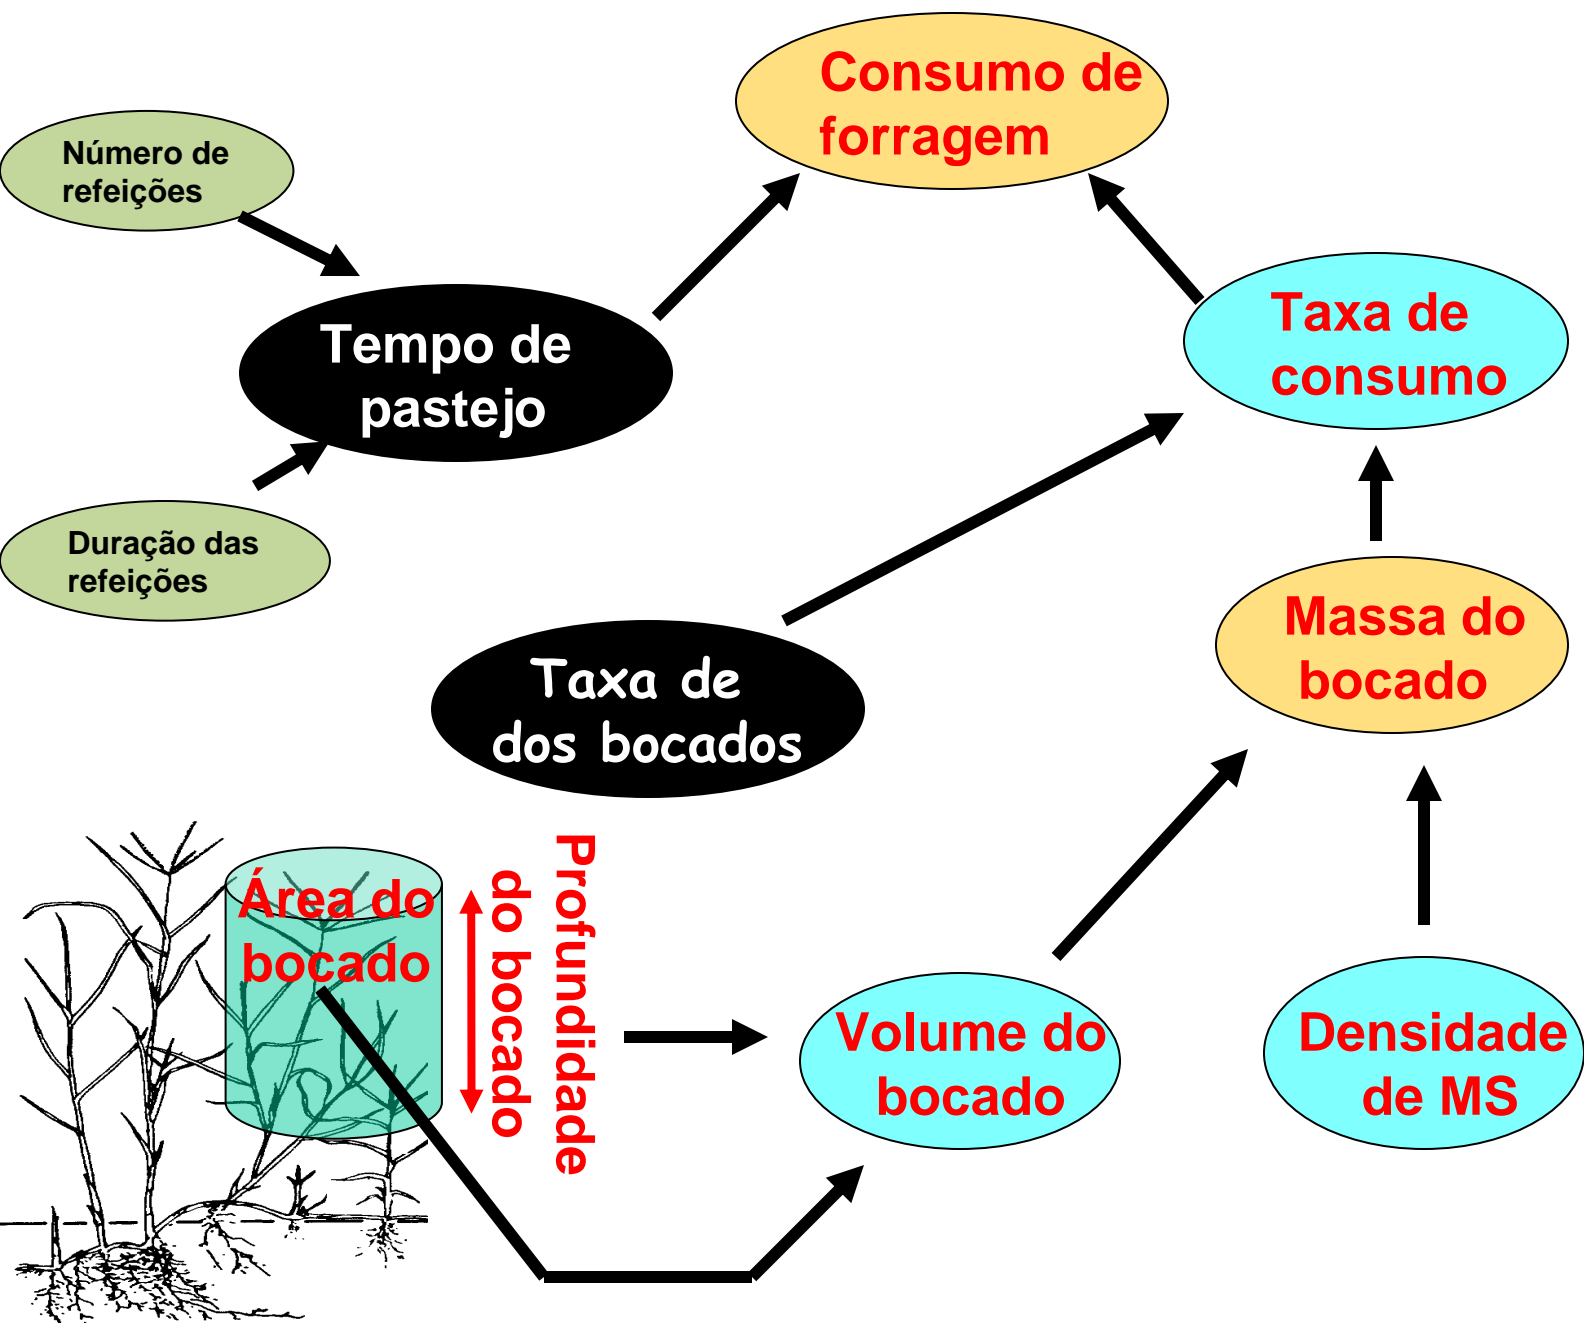 Consumo de
forragem
Número de
refeições
Tempo de
pastejo
Taxa de
consumo
Duração das
refeições
Massa do
bocado
Taxa de
dos bocados
Área do
bocado
Profundidade
do bocado
Volume do
bocado
Densidade
de MS